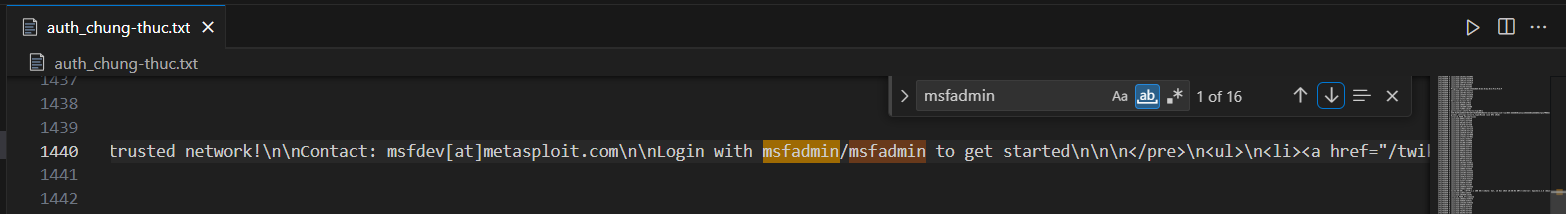 auth_chung-thuc.txt
auth_chung-thuc.txt
1437
msfadmin Aa ab 1 of 16
1438
1439
1440 trusted network!\n\nContact: msfdev[at]metasploit.com\n\nLogin with msfadmin/msfadmin to get started\n\n\n</pre>\n<ul>\n<li><a href="/twil
1441
1442